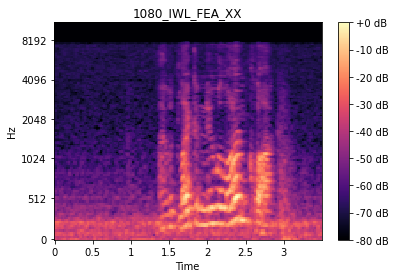 1080_IWL_FEA_XX
+0 dB
8192
-10 dB
4096
-20 dB
-30 dB
2048
Hz
-40 dB
1024
-50 dB
512
-60 dB
-70 dB
0
-80 dB
0 0.5 1 1.5 2 2.5 3
Time